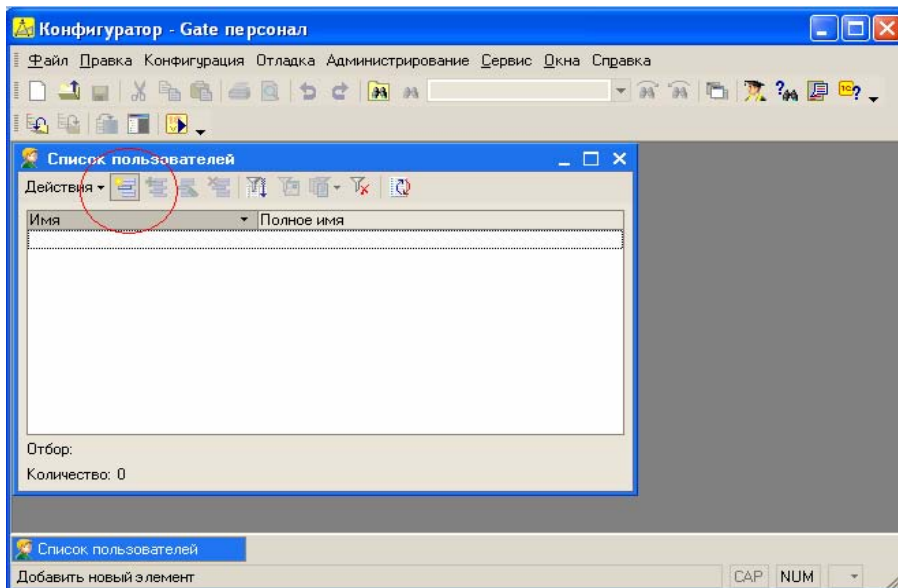 Конфигуратор - Gate персонал
Файл Правка Конфигурация Отладка Администрирование Сервис Окна Справка
Список пользователей
Действия
Имя Полное имя
Отбор:
Количество: 0
Список пользователей
Добавить новый элемент CAP NUM